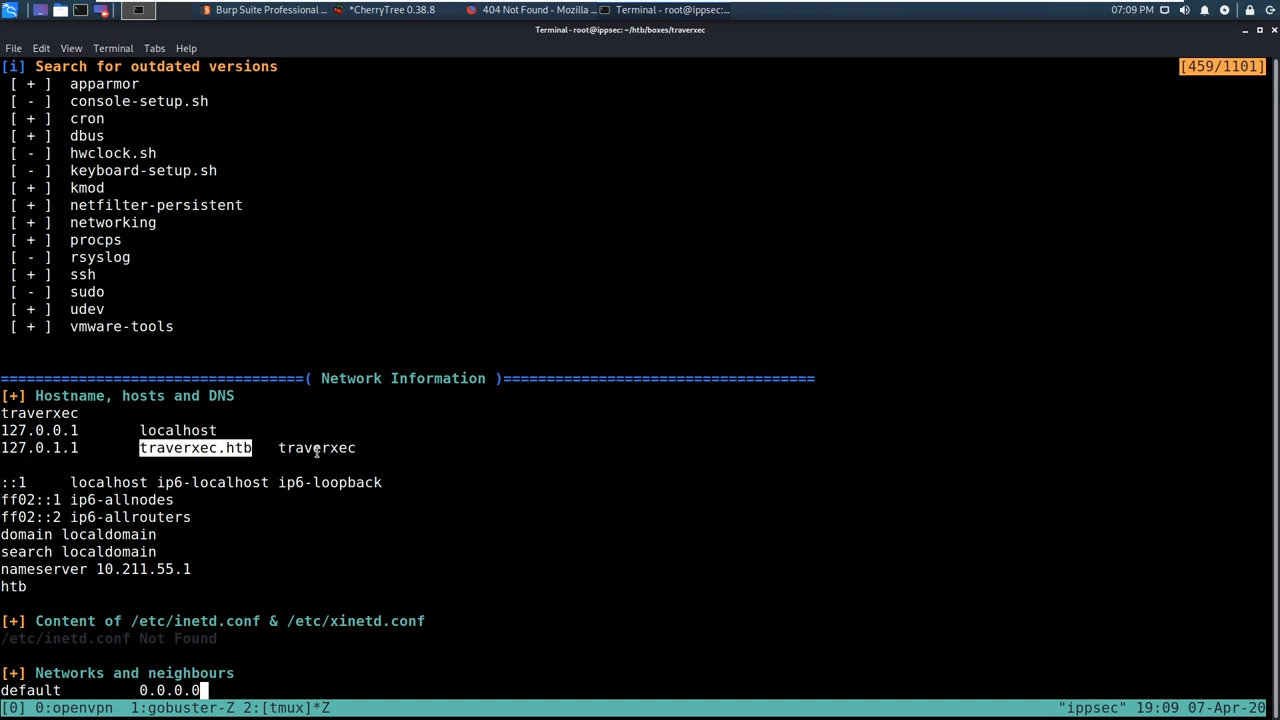 Burp Suite Professional ... *CherryTree 0.38.8 404 Not Found - Mozilla ... Terminal - root@ippsec:... 07:09 PM
Terminal - root@ippsec: ~/htb/boxes/traverxec
File Edit View Terminal Tabs Help
[i] Search for outdated versions [459/1101]
[ + ] apparmor
[ - ] console-setup.sh
[ + ] cron
[ + ] dbus
[ - ] hwclock.sh
[ - ] keyboard-setup.sh
[ + ] kmod
[ + ] netfilter-persistent
[ + ] networking
[ + ] procps
[ - ] rsyslog
[ + ] ssh
[ - ] sudo
[ + ] udev
[ + ] vmware-tools
===================================( Network Information )====================================
[+] Hostname, hosts and DNS
traverxec
127.0.0.1 localhost
127.0.1.1 traverxec.htb traverxec
::1 localhost ip6-localhost ip6-loopback
ff02::1 ip6-allnodes
ff02::2 ip6-allrouters
domain localdomain
search localdomain
nameserver 10.211.55.1
htb
[+] Content of /etc/inetd.conf & /etc/xinetd.conf
/etc/inetd.conf Not Found
[+] Networks and neighbours
default 0.0.0.0
[0] 0:openvpn 1:gobuster-Z 2:[tmux]*Z "ippsec" 19:09 07-Apr-20